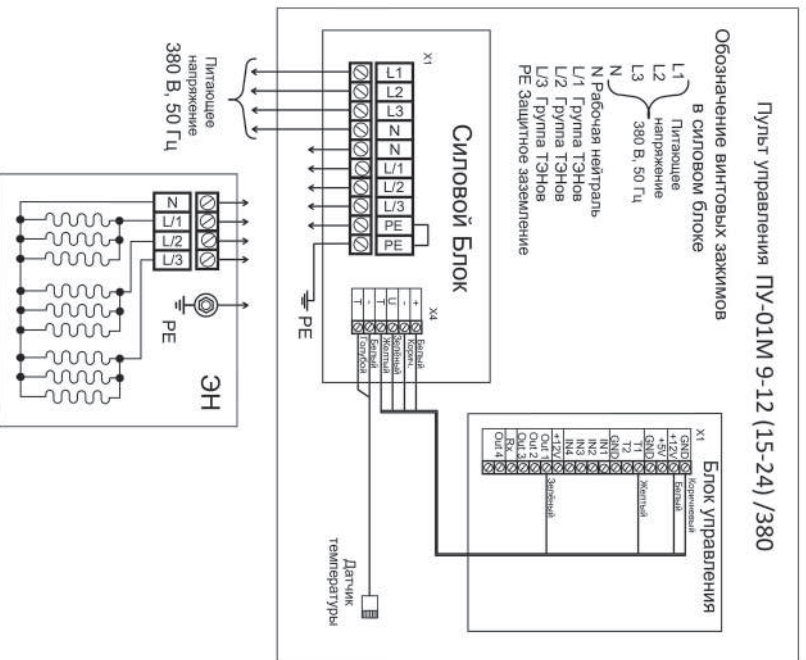 Пульт управления ПУ-01М 9-12 (15-24) /380
Обозначение винтовых зажимов
в силовом блоке
L1
L2
L3
N
Питающее
напряжение
380 В, 50 Гц
N Рабочая нейтраль
L/1 Группа ТЭНов
L/2 Группа ТЭНов
L/3 Группа ТЭНов
PE Защитное заземление
Силовой Блок
X1
L1
L2
L3
N
N
L/1
L/2
L/3
PE
PE
PE
Питающее
напряжение
380 В, 50 Гц
X4
+
-
U
T
-
T
Белый
Корич.
Зелёный
Желтый
Белый
Голубой
Блок управления
X1
GND
+12V
+5V
GND
T1
T2
GND
IN1
IN2
IN3
IN4
+12V
Out 1
Out 2
Out 3
Rx
Out 4
Коричневый
Белый
Желтый
Зелёный
Датчик
температуры
ЭН
N
L/1
L/2
L/3
PE